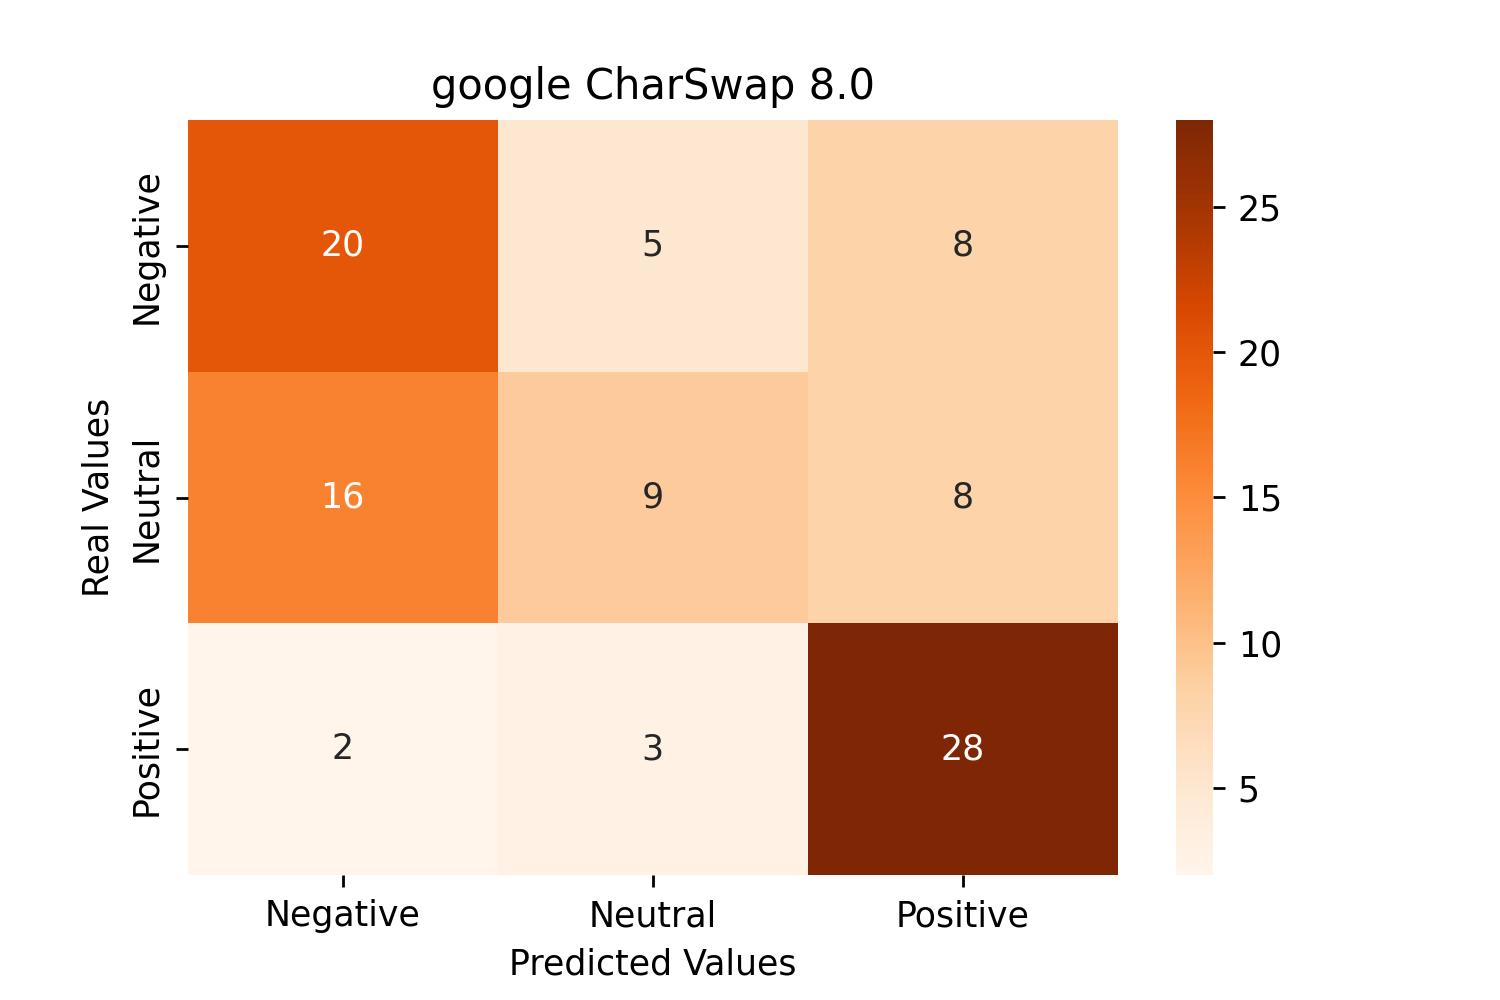 google CharSwap 8.0
Real Values
Negative
20 5 8
Neutral
16 9 8
Positive
2 3 28
Negative Neutral Positive
Predicted Values
25
20
15
10
5